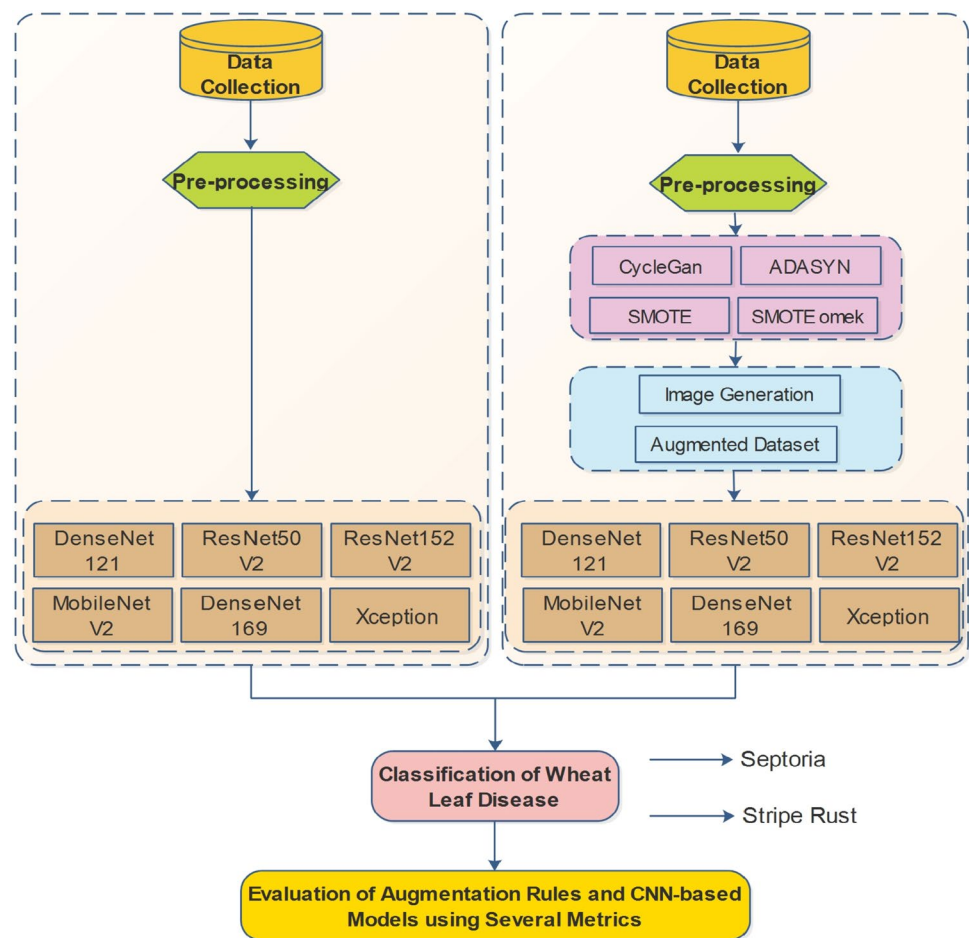 Data
Collection
Pre-processing
DenseNet
121
ResNet50
V2
ResNet152
V2
MobileNet
V2
DenseNet
169
Xception
Data
Collection
Pre-processing
CycleGan
ADASYN
SMOTE
SMOTE omek
Image Generation
Augmented Dataset
DenseNet
121
ResNet50
V2
ResNet152
V2
MobileNet
V2
DenseNet
169
Xception
Classification of Wheat
Leaf Disease
Septoria
Stripe Rust
Evaluation of Augmentation Rules and CNN-based
Models using Several Metrics